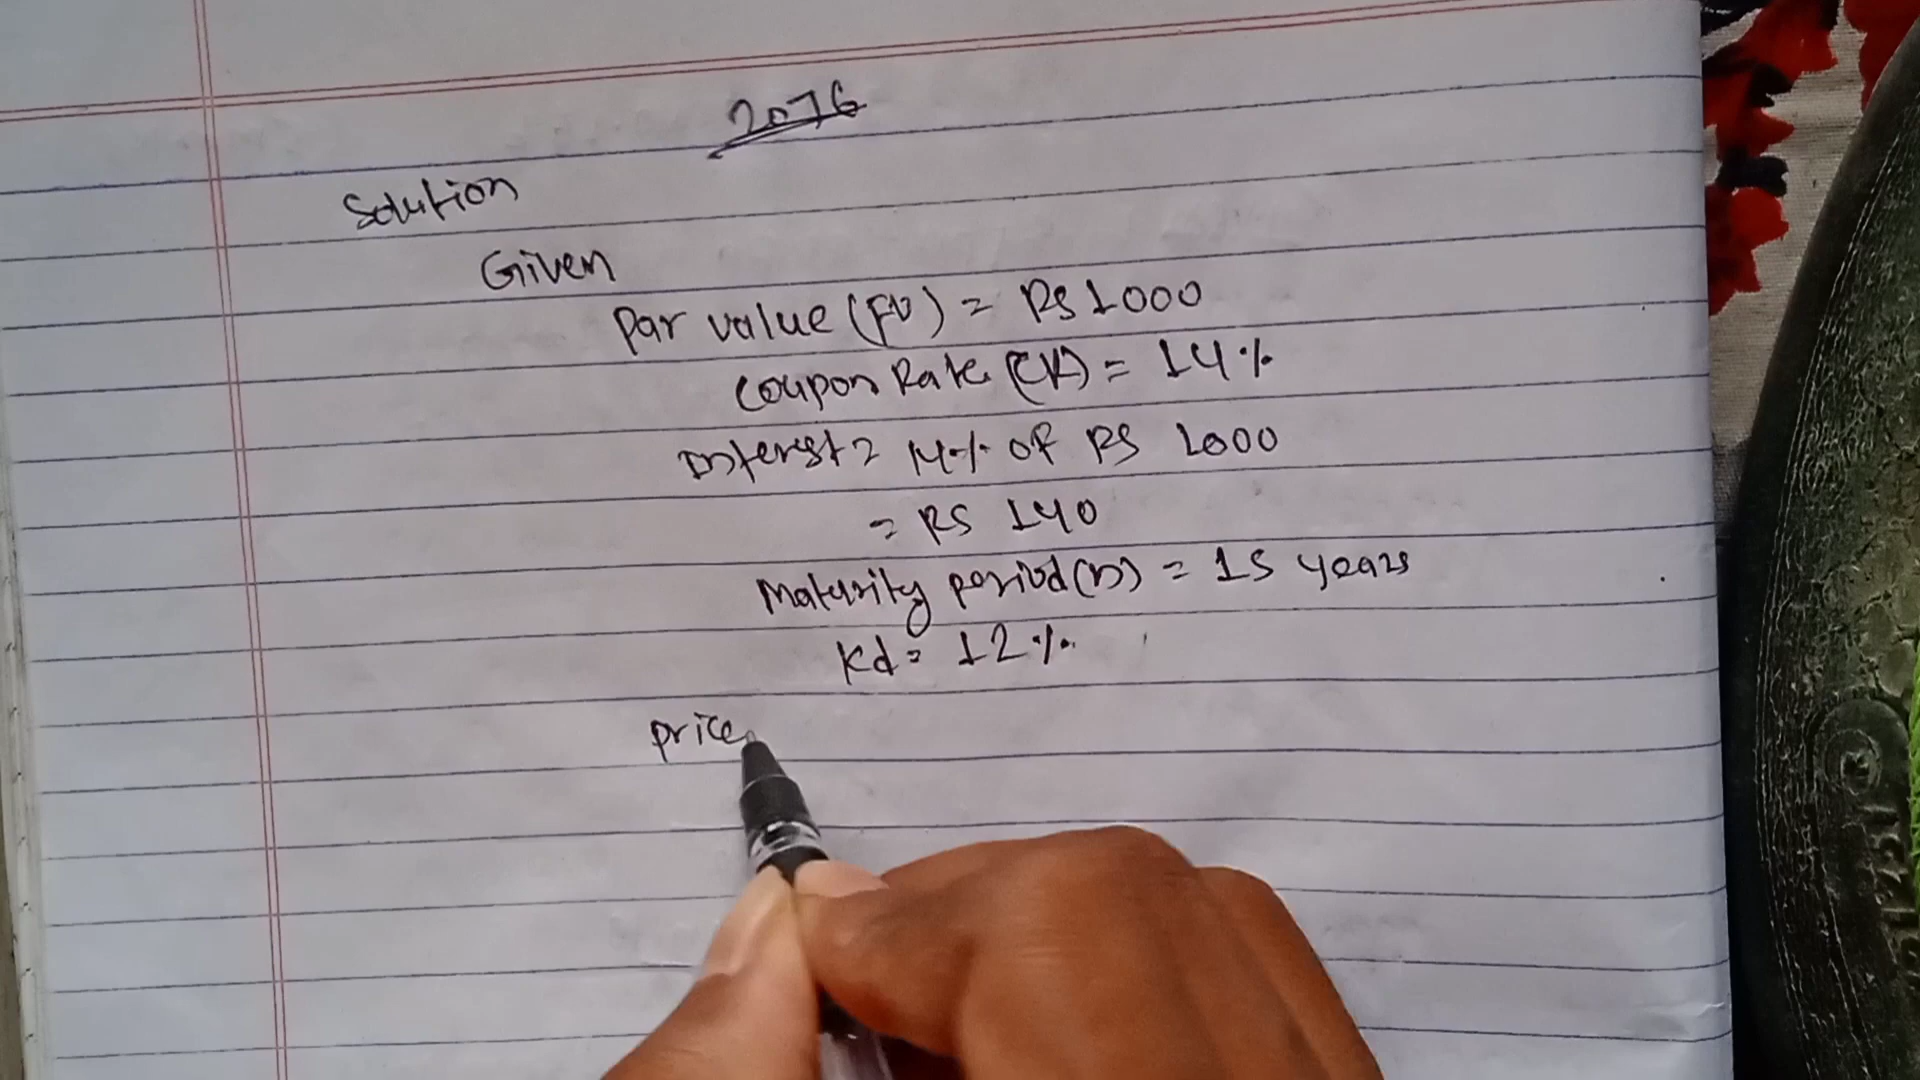 2076
Solution
Given
Par value (FV) = RS 1000
Coupon Rate (CR) = 14%
Interest = 14% of RS 1000
= RS 140
Maturity period (n) = 15 years
Kd = 12%
price